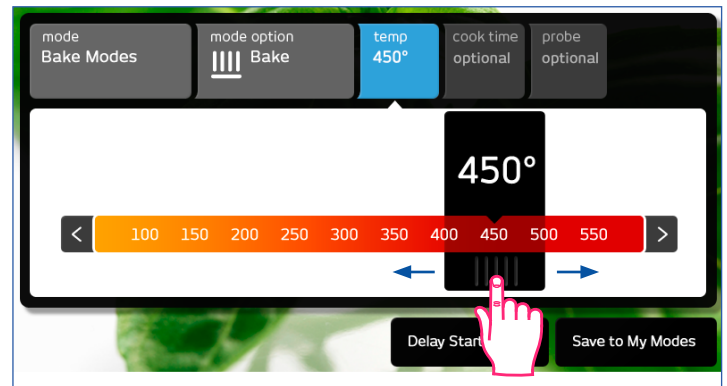 mode
Bake Modes
mode option
Bake
temp
450°
cook time
optional
probe
optional
450°
< 100 150 200 250 300 350 400 450 500 550 >
Delay Start
Save to My Modes